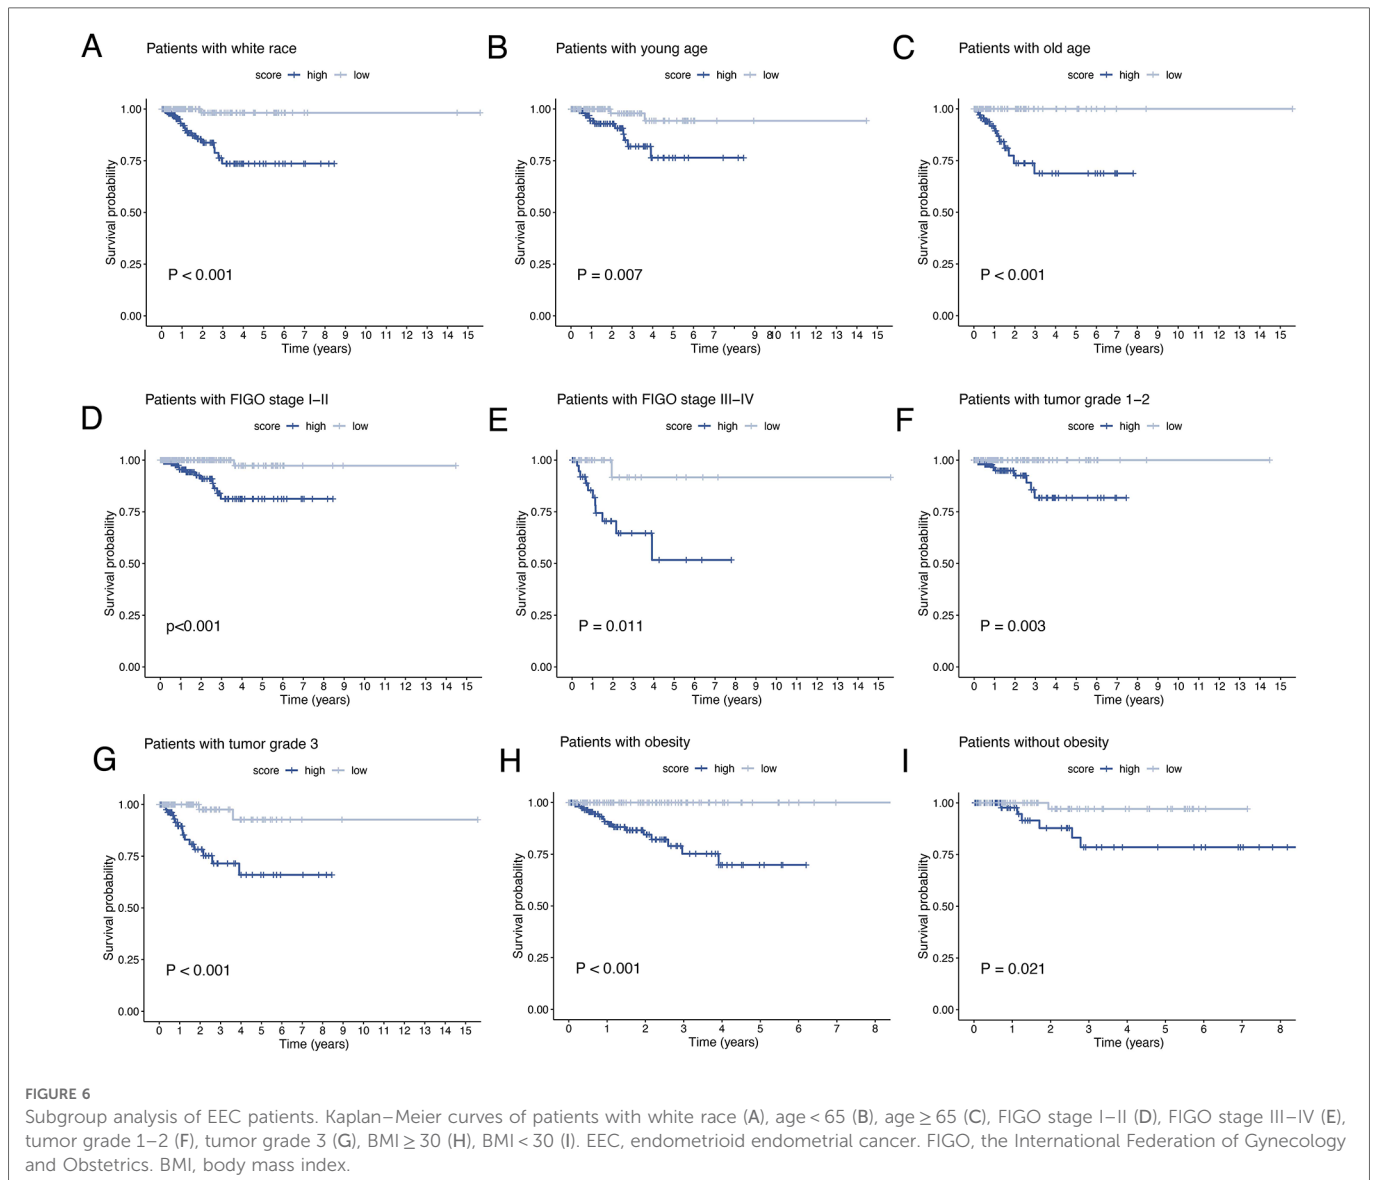 A
Patients with white race
score high low
1.00
0.75
0.50
0.25
0.00
Survival probability
P < 0.001
0 1 2 3 4 5 6 7 8 9 10 11 12 13 14 15
Time (years)
B
Patients with young age
score high low
1.00
0.75
0.50
0.25
0.00
Survival probability
P = 0.007
0 1 2 3 4 5 6 7 9 8 10 11 12 13 14 15
Time (years)
C
Patients with old age
score high low
1.00
0.75
0.50
0.25
0.00
Survival probability
P < 0.001
0 1 2 3 4 5 6 7 8 9 10 11 12 13 14 15
Time (years)
D
Patients with FIGO stage I–II
score high low
1.00
0.75
0.50
0.25
0.00
Survival probability
p<0.001
0 1 2 3 4 5 6 7 8 9 10 11 12 13 14 15
Time (years)
E
Patients with FIGO stage III–IV
score high low
1.00
0.75
0.50
0.25
0.00
Survival probability
P = 0.011
0 1 2 3 4 5 6 7 8 9 10 11 12 13 14 15
Time (years)
F
Patients with tumor grade 1–2
score high low
1.00
0.75
0.50
0.25
0.00
Survival probability
P = 0.003
0 1 2 3 4 5 6 7 8 9 10 11 12 13 14 15
Time (years)
G
Patients with tumor grade 3
score high low
1.00
0.75
0.50
0.25
0.00
Survival probability
P < 0.001
0 1 2 3 4 5 6 7 8 9 10 11 12 13 14 15
Time (years)
H
Patients with obesity
score high low
1.00
0.75
0.50
0.25
0.00
Survival probability
P < 0.001
0 1 2 3 4 5 6 7 8
Time (years)
I
Patients without obesity
score high low
1.00
0.75
0.50
0.25
0.00
Survival probability
P = 0.021
0 1 2 3 4 5 6 7 8
Time (years)
FIGURE 6
Subgroup analysis of EEC patients. Kaplan–Meier curves of patients with white race (A), age < 65 (B), age ≥ 65 (C), FIGO stage I–II (D), FIGO stage III–IV (E),
tumor grade 1–2 (F), tumor grade 3 (G), BMI ≥ 30 (H), BMI < 30 (I). EEC, endometrioid endometrial cancer. FIGO, the International Federation of Gynecology
and Obstetrics. BMI, body mass index.